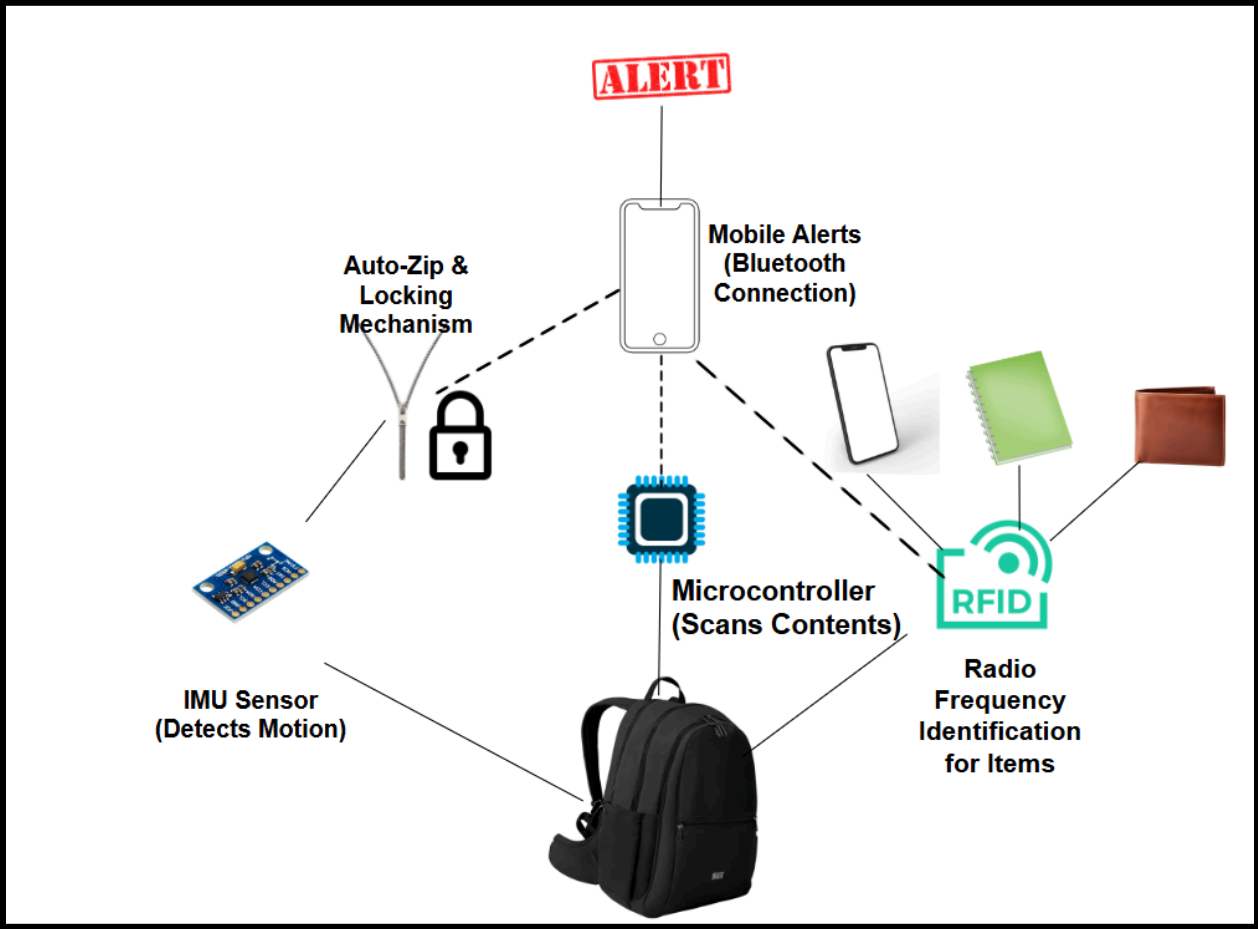 ALERT
Mobile Alerts
(Bluetooth
Connection)
Auto-Zip &
Locking
Mechanism
Microcontroller
(Scans Contents)
RFID
IMU Sensor
(Detects Motion)
Radio
Frequency
Identification
for Items